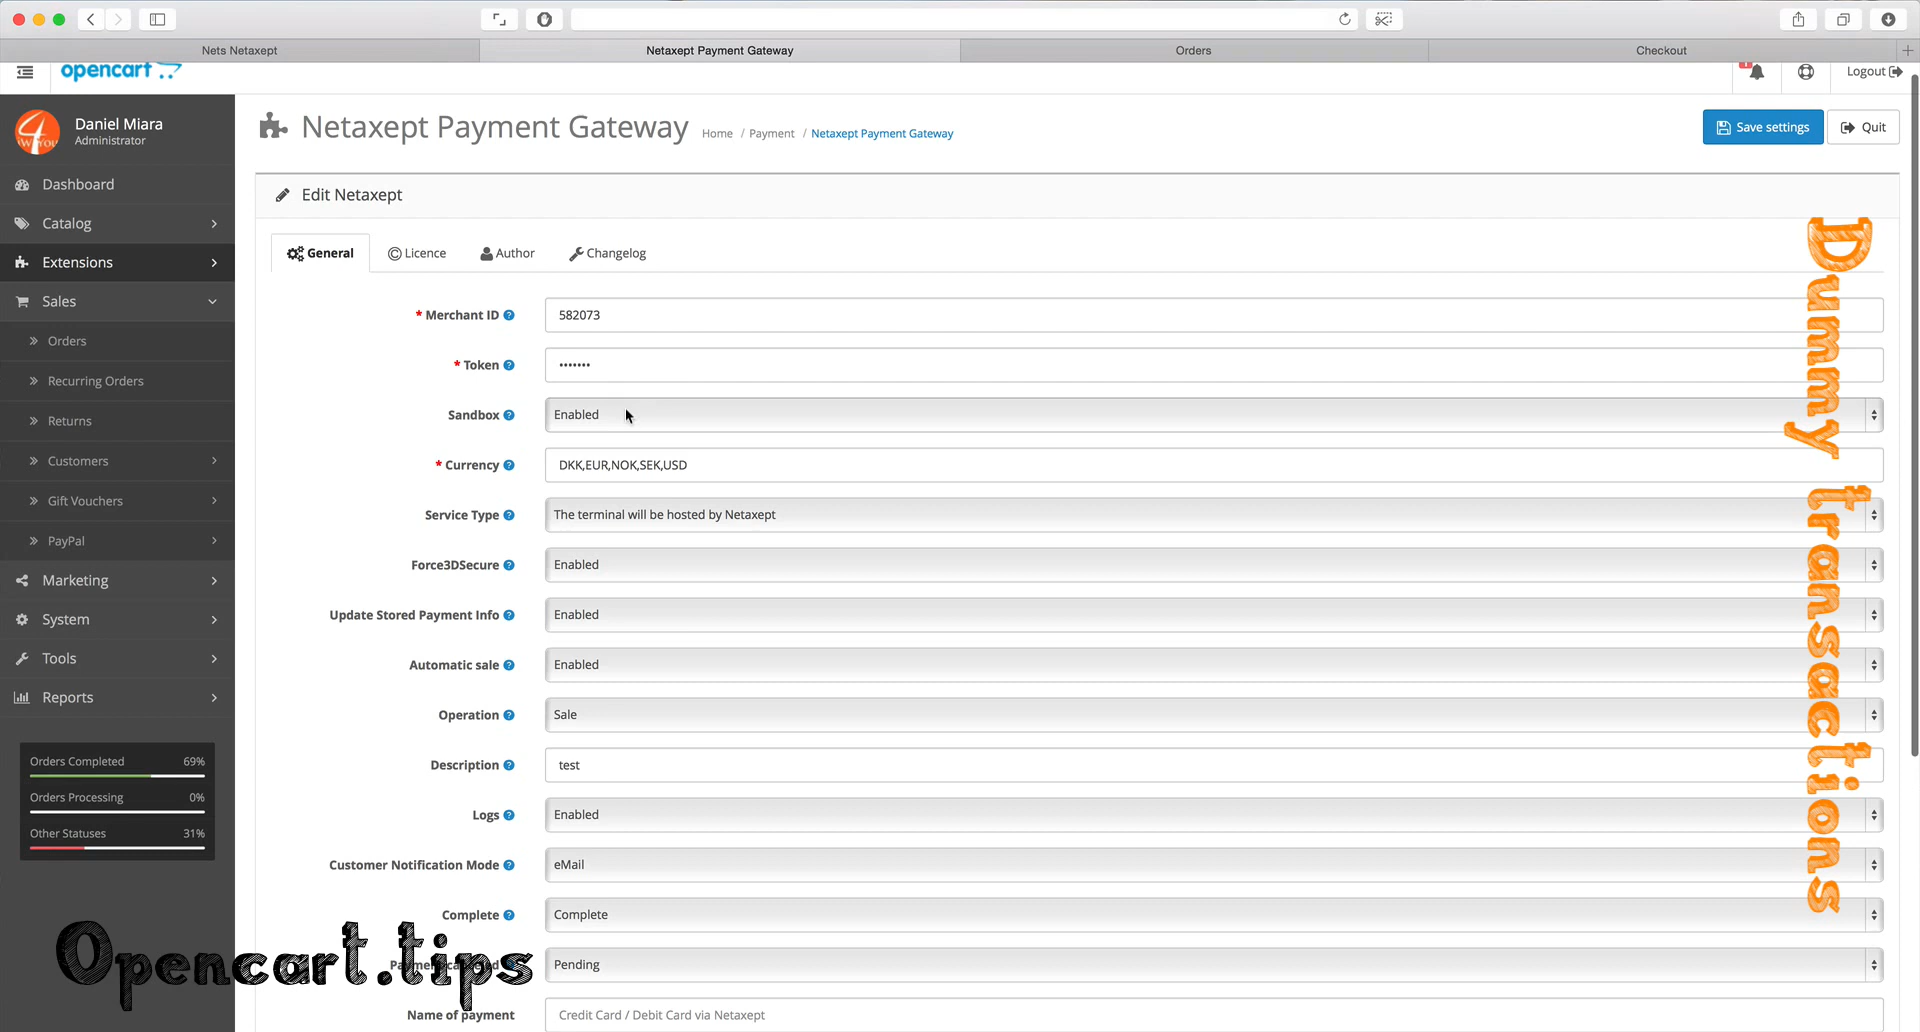 Nets Netaxept
Netaxept Payment Gateway
Orders
Checkout
opencart
Logout
Daniel Miara
Administrator
Netaxept Payment Gateway
Home / Payment / Netaxept Payment Gateway
Save settings
Quit
Dashboard
Catalog
Extensions
Sales
Orders
Recurring Orders
Returns
Customers
Gift Vouchers
PayPal
Marketing
System
Tools
Reports
Orders Completed 69%
Orders Processing 0%
Other Statuses 31%
Edit Netaxept
General
Licence
Author
Changelog
* Merchant ID 582073
* Token
Sandbox Enabled
* Currency DKK,EUR,NOK,SEK,USD
Service Type The terminal will be hosted by Netaxept
Force3DSecure Enabled
Update Stored Payment Info Enabled
Automatic sale Enabled
Operation Sale
Description test
Logs Enabled
Customer Notification Mode eMail
Complete Complete
Pending
Name of payment Credit Card / Debit Card via Netaxept
Dummy transactions
Opencart.tips